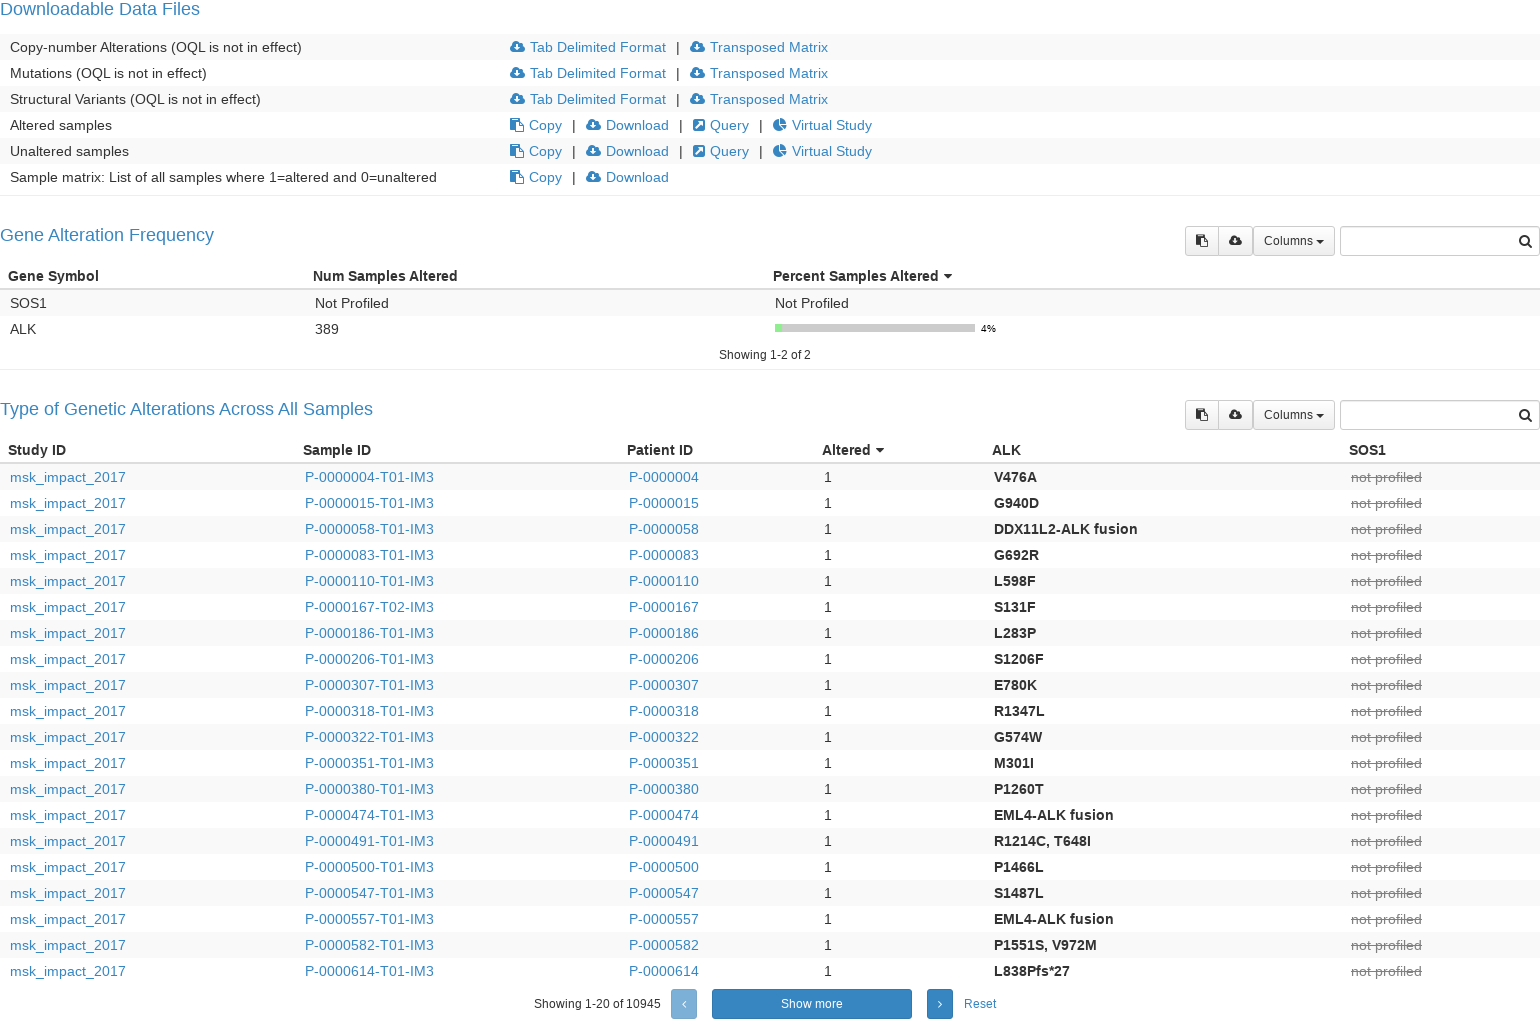 Downloadable Data Files
Copy-number Alterations (OQL is not in effect) Tab Delimited Format | Transposed Matrix
Mutations (OQL is not in effect) Tab Delimited Format | Transposed Matrix
Structural Variants (OQL is not in effect) Tab Delimited Format | Transposed Matrix
Altered samples Copy | Download | Query | Virtual Study
Unaltered samples Copy | Download | Query | Virtual Study
Sample matrix: List of all samples where 1=altered and 0=unaltered Copy | Download
Gene Alteration Frequency Columns
Gene Symbol Num Samples Altered Percent Samples Altered
SOS1 Not Profiled Not Profiled
ALK 389 4%
Showing 1-2 of 2
Type of Genetic Alterations Across All Samples Columns
Study ID Sample ID Patient ID Altered ALK SOS1
msk_impact_2017 P-0000004-T01-IM3 P-0000004 1 V476A not profiled
msk_impact_2017 P-0000015-T01-IM3 P-0000015 1 G940D not profiled
msk_impact_2017 P-0000058-T01-IM3 P-0000058 1 DDX11L2-ALK fusion not profiled
msk_impact_2017 P-0000083-T01-IM3 P-0000083 1 G692R not profiled
msk_impact_2017 P-0000110-T01-IM3 P-0000110 1 L598F not profiled
msk_impact_2017 P-0000167-T02-IM3 P-0000167 1 S131F not profiled
msk_impact_2017 P-0000186-T01-IM3 P-0000186 1 L283P not profiled
msk_impact_2017 P-0000206-T01-IM3 P-0000206 1 S1206F not profiled
msk_impact_2017 P-0000307-T01-IM3 P-0000307 1 E780K not profiled
msk_impact_2017 P-0000318-T01-IM3 P-0000318 1 R1347L not profiled
msk_impact_2017 P-0000322-T01-IM3 P-0000322 1 G574W not profiled
msk_impact_2017 P-0000351-T01-IM3 P-0000351 1 M301I not profiled
msk_impact_2017 P-0000380-T01-IM3 P-0000380 1 P1260T not profiled
msk_impact_2017 P-0000474-T01-IM3 P-0000474 1 EML4-ALK fusion not profiled
msk_impact_2017 P-0000491-T01-IM3 P-0000491 1 R1214C, T648I not profiled
msk_impact_2017 P-0000500-T01-IM3 P-0000500 1 P1466L not profiled
msk_impact_2017 P-0000547-T01-IM3 P-0000547 1 S1487L not profiled
msk_impact_2017 P-0000557-T01-IM3 P-0000557 1 EML4-ALK fusion not profiled
msk_impact_2017 P-0000582-T01-IM3 P-0000582 1 P1551S, V972M not profiled
msk_impact_2017 P-0000614-T01-IM3 P-0000614 1 L838Pfs*27 not profiled
Showing 1-20 of 10945 Show more Reset